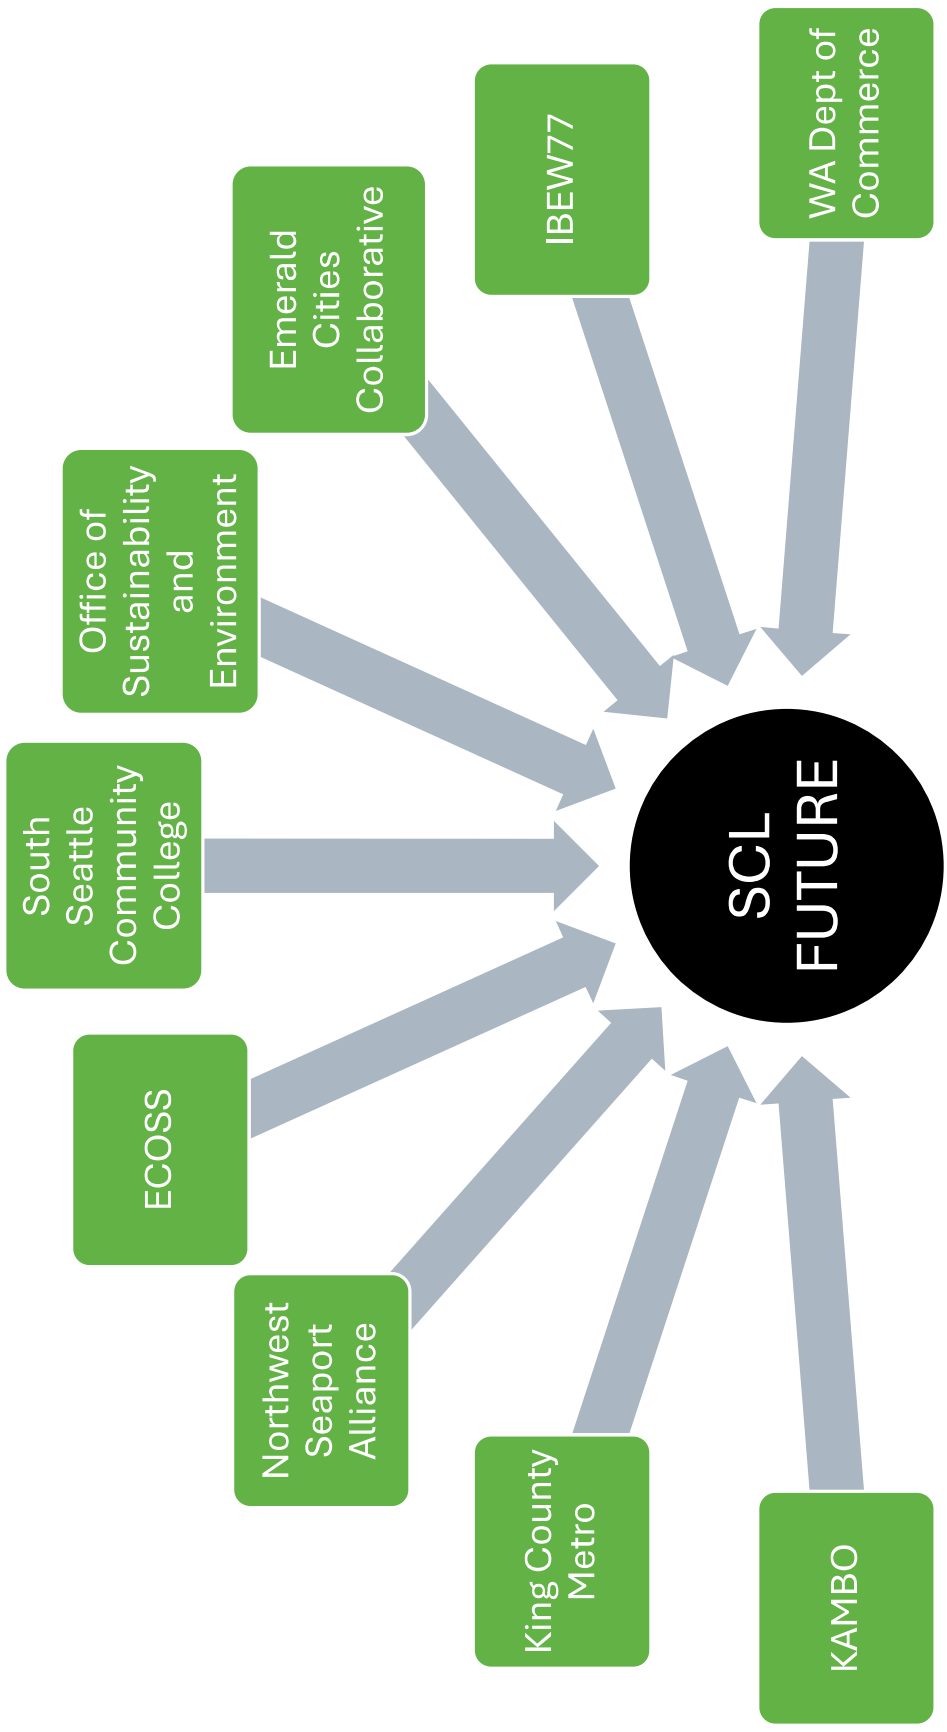 KAMBO
King County
Metro
Northwest
Seaport
Alliance
ECOSS
South
Seattle
Community
College
Office of
Sustainability
and
Environment
Emerald
Cities
Collaborative
IBEW77
WA Dept of
Commerce
SCL
FUTURE